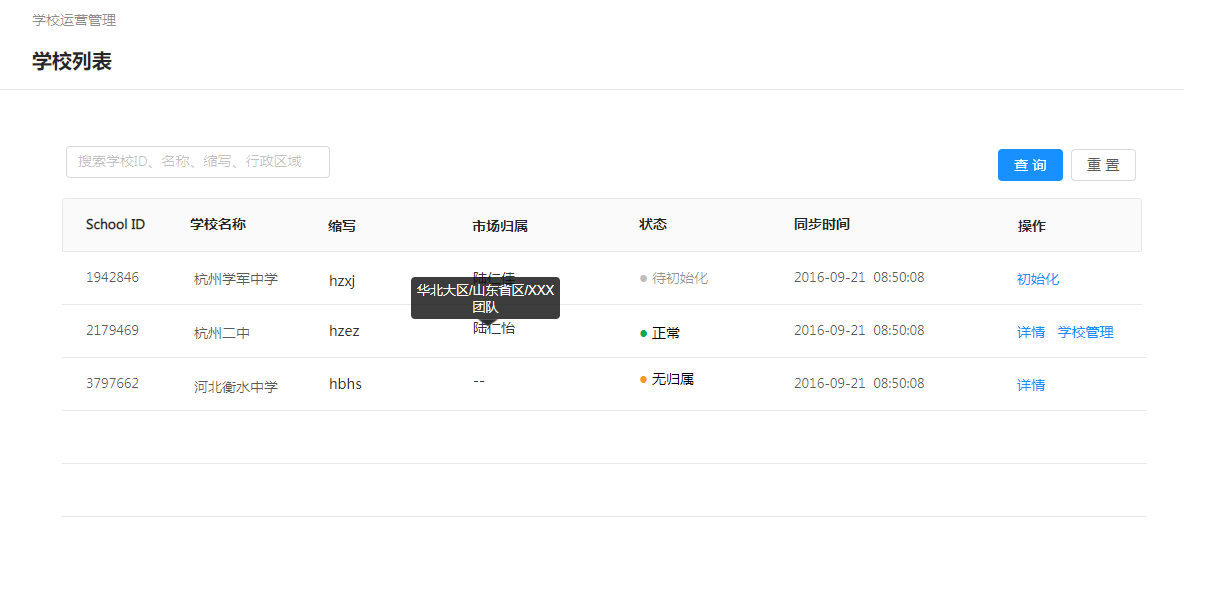 学校运营管理
学校列表
搜索学校ID、名称、缩写、行政区域
查 询 重 置
School ID 学校名称 缩写 市场归属 状态 同步时间 操作
1942846 杭州学军中学 hzxj 待初始化 2016-09-21 08:50:08 初始化
华北大区/山东省区/XXX
团队
2179469 杭州二中 hzez 陆仁怡 正常 2016-09-21 08:50:08 详情 学校管理
3797662 河北衡水中学 hbhs -- 无归属 2016-09-21 08:50:08 详情